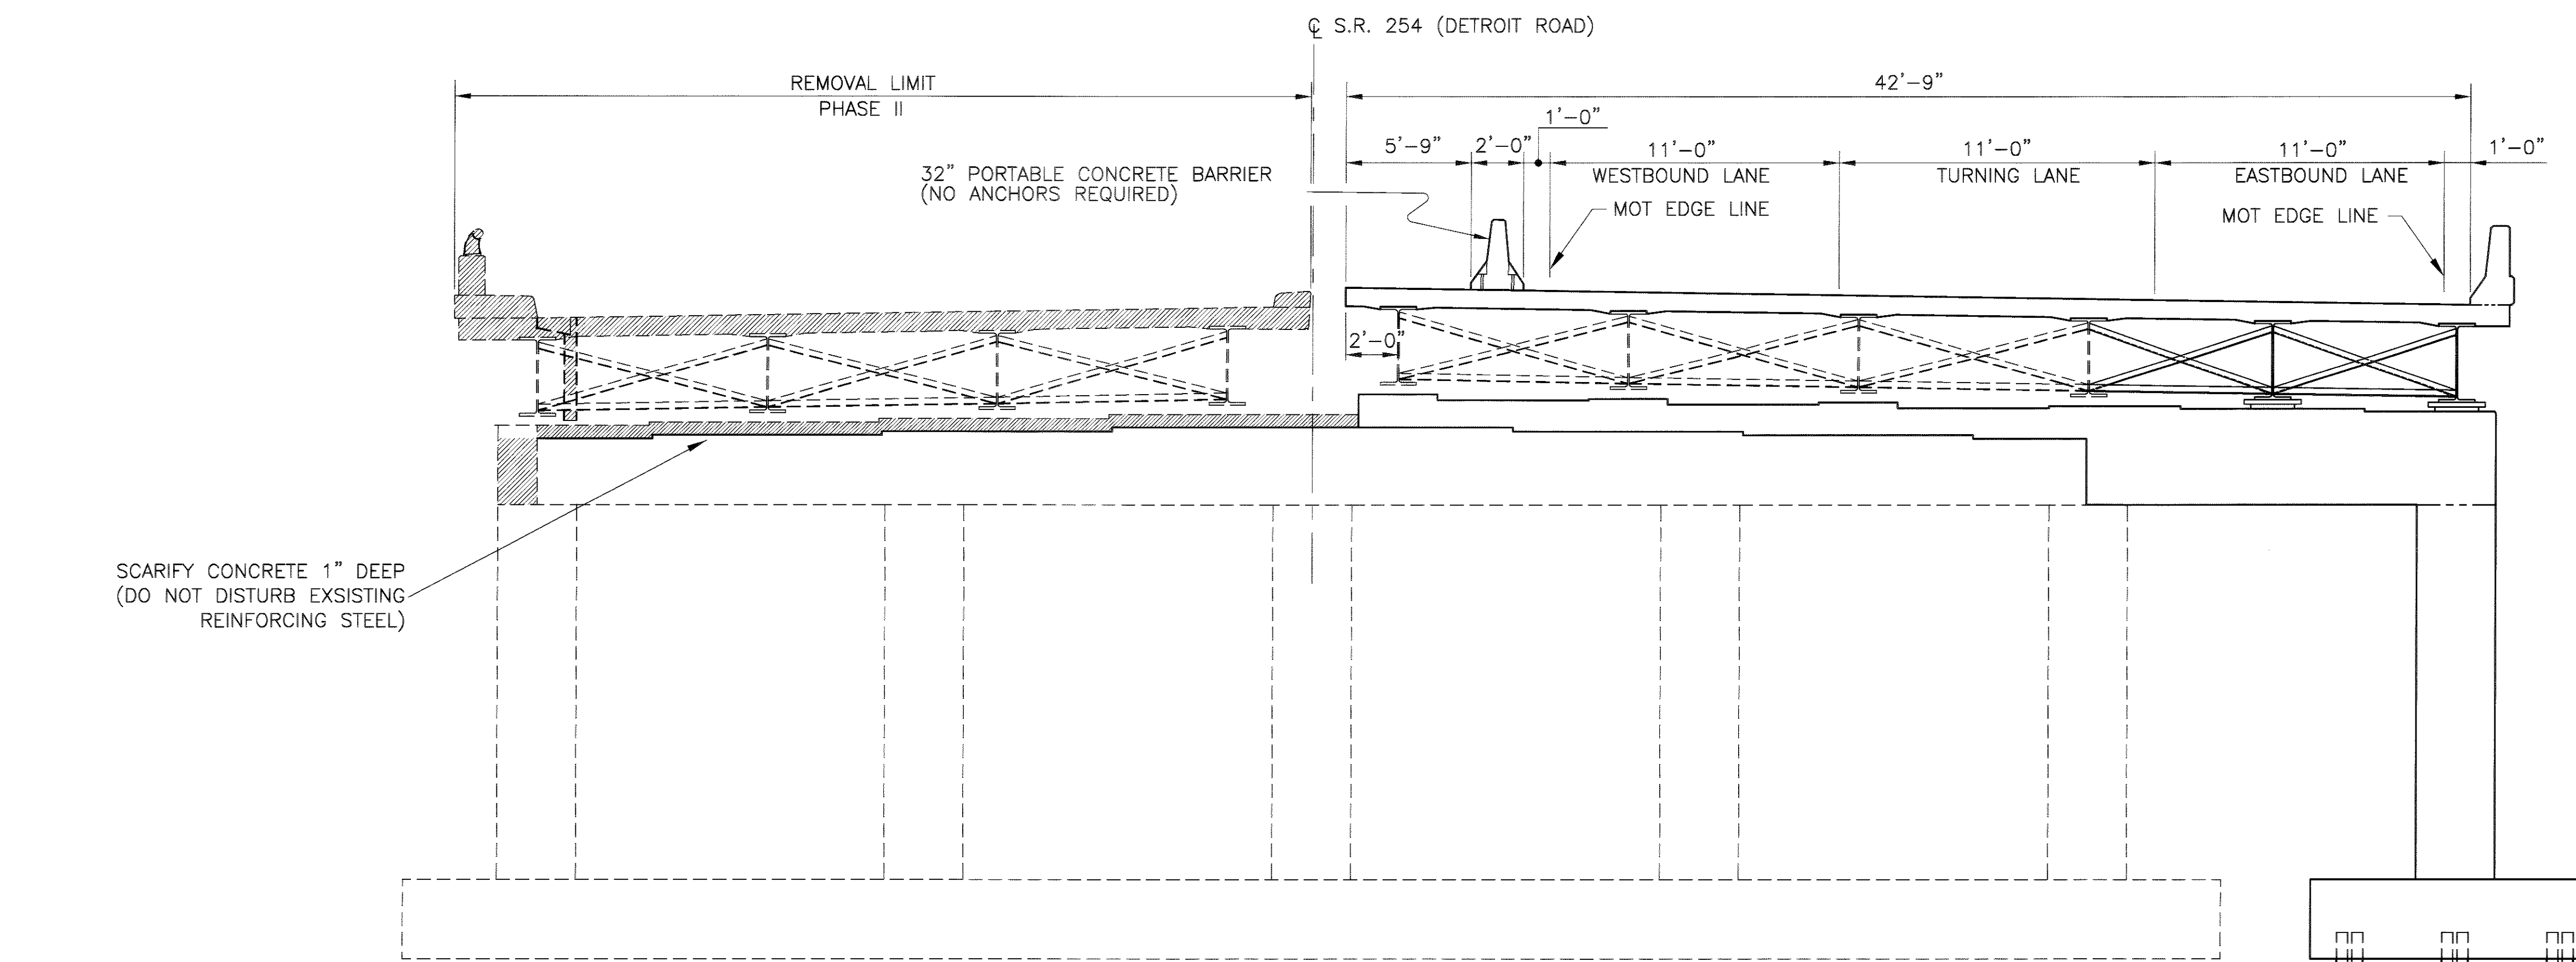 ℄ S.R. 254 (DETROIT ROAD)
REMOVAL LIMIT
PHASE II
42'-9"
1'-0"
5'-9"
2'-0"
11'-0"
11'-0"
11'-0"
1'-0"
32" PORTABLE CONCRETE BARRIER
(NO ANCHORS REQUIRED)
WESTBOUND LANE
TURNING LANE
EASTBOUND LANE
MOT EDGE LINE
MOT EDGE LINE
2'-0"
SCARIFY CONCRETE 1" DEEP
(DO NOT DISTURB EXSISTING
REINFORCING STEEL)